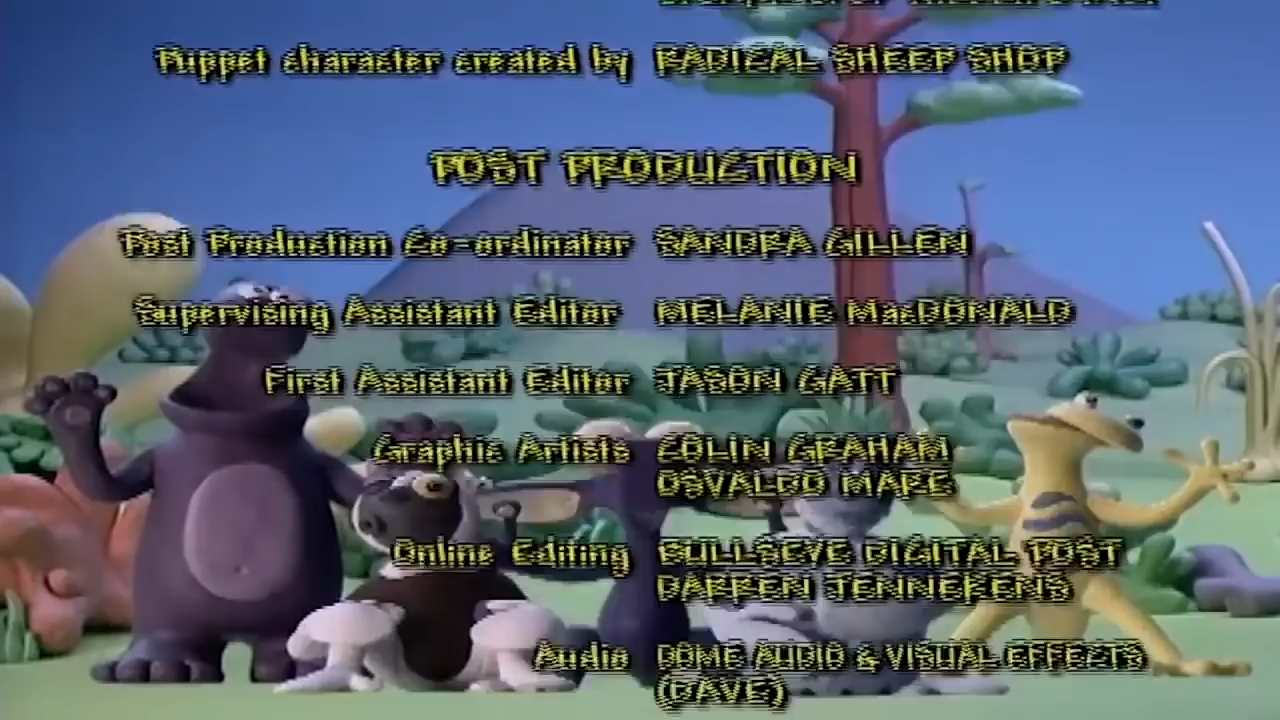 Puppet character created by RADICAL SHEEP SHOP
POST PRODUCTION
Post Production Co-ordinator SANDRA GILLEN
Supervising Assistant Editor MELANIE MacDONALD
First Assistant Editor JASON GATT
Graphic Artists COLIN GRAHAM
OSVALDO MARE
Online Editing BULLSEYE DIGITAL POST
DARREN JENNEKENS
Audio DOME AUDIO & VISUAL EFFECTS
(DAVE)